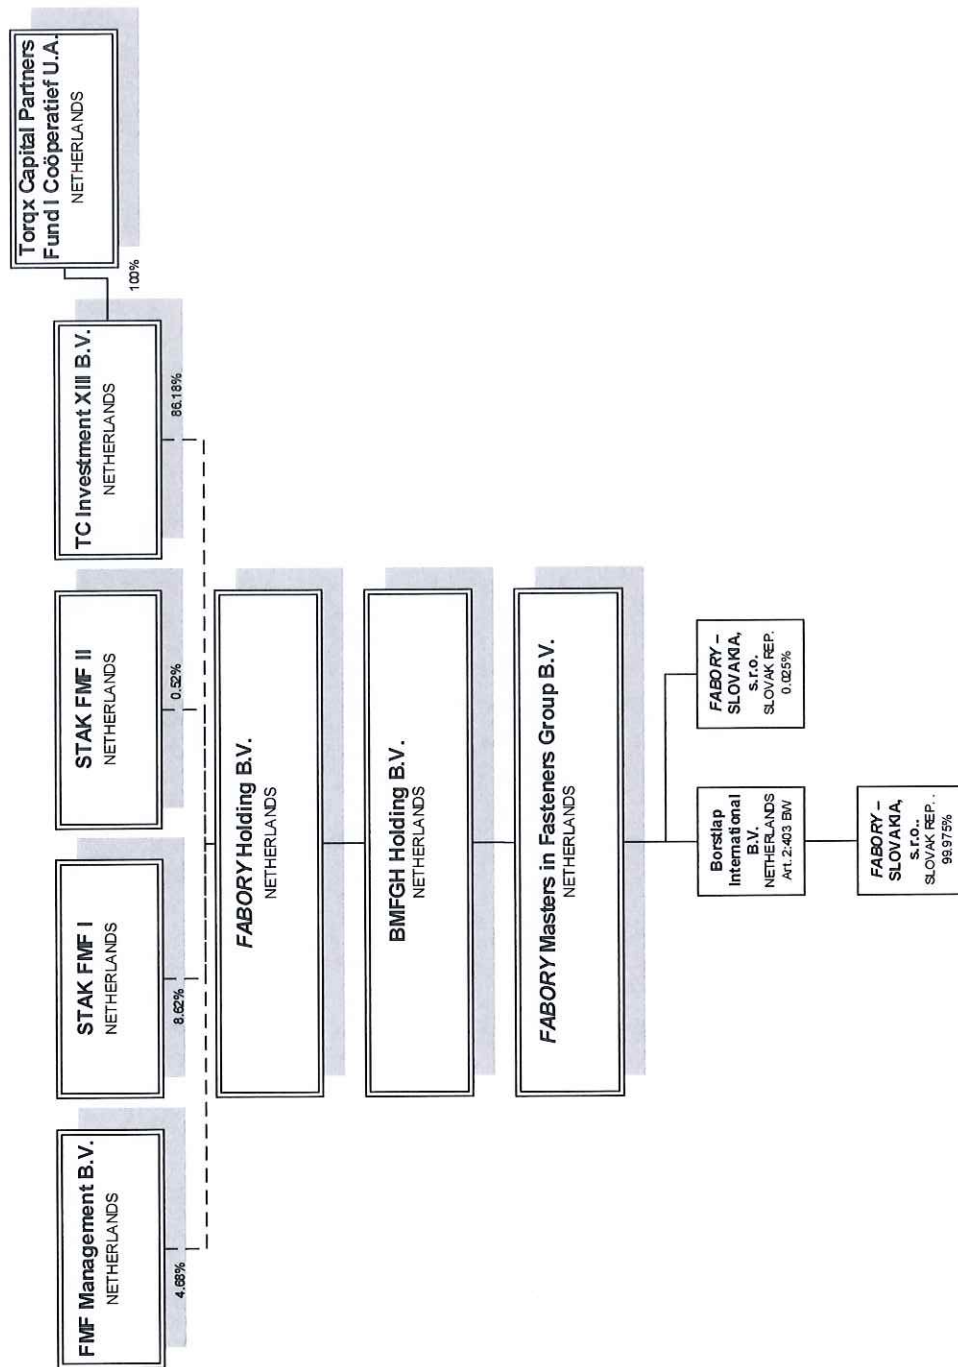 Torqx Capital Partners
Fund I Coöperatief U.A.
NETHERLANDS
100%
FMF Management B.V.
NETHERLANDS
4.68%
STAK FMF I
NETHERLANDS
8.62%
STAK FMF II
NETHERLANDS
0.52%
TC Investment XIII B.V.
NETHERLANDS
86.18%
FABORY Holding B.V.
NETHERLANDS
BMFGH Holding B.V.
NETHERLANDS
FABORY Masters in Fasteners Group B.V.
NETHERLANDS
Borstlap
International
B.V.
NETHERLANDS
Art. 2:403 BW
FABORY –
SLOVAKIA,
s.r.o.
SLOVAK REP.
0.025%
FABORY –
SLOVAKIA,
s.r.o..
SLOVAK REP. .
99.975%